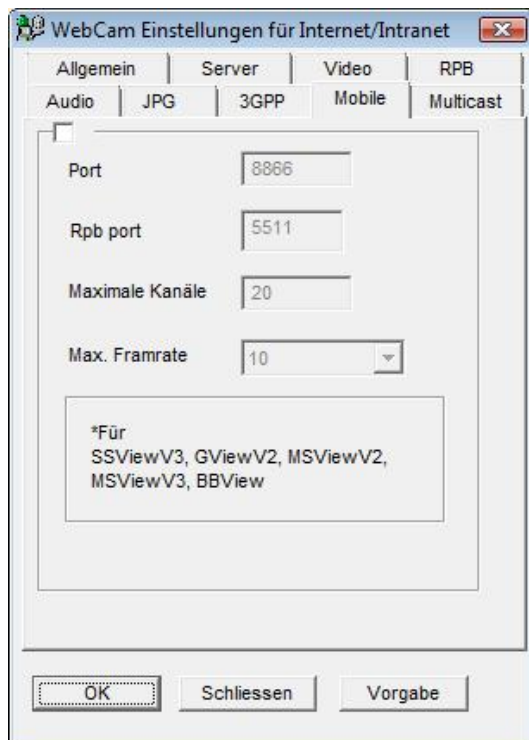 WebCam Einstellungen für Internet/Intranet
Allgemein
Server
Video
RPB
Audio
JPG
3GPP
Mobile
Multicast
Port
8866
Rpb port
5511
Maximale Kanäle
20
Max. Framrate
10
*Für
SSViewV3, GViewV2, MSViewV2,
MSViewV3, BBView
OK
Schliessen
Vorgabe